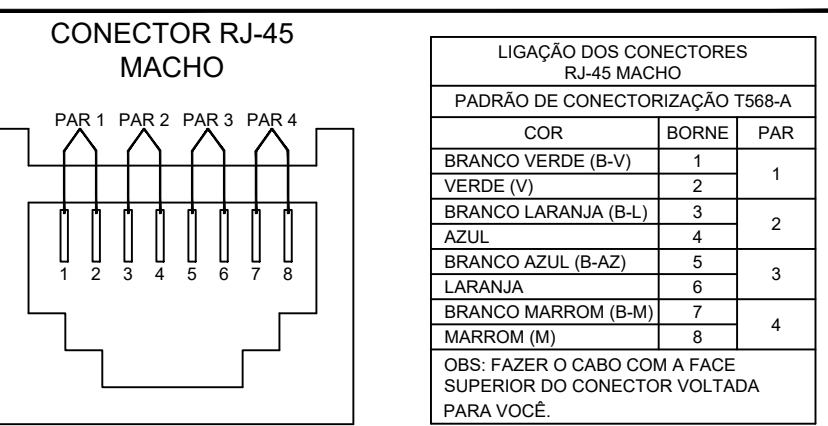 CONECTOR RJ-45
MACHO
PAR 1 PAR 2 PAR 3 PAR 4
1 2 3 4 5 6 7 8
LIGAÇÃO DOS CONECTORES
RJ-45 MACHO
PADRÃO DE CONECTORIZAÇÃO T568-A
COR BORNE PAR
BRANCO VERDE (B-V) 1
1
VERDE (V) 2
BRANCO LARANJA (B-L) 3
2
AZUL 4
BRANCO AZUL (B-AZ) 5
3
LARANJA 6
BRANCO MARROM (B-M) 7
4
MARROM (M) 8
OBS: FAZER O CABO COM A FACE
SUPERIOR DO CONECTOR VOLTADA
PARA VOCÊ.